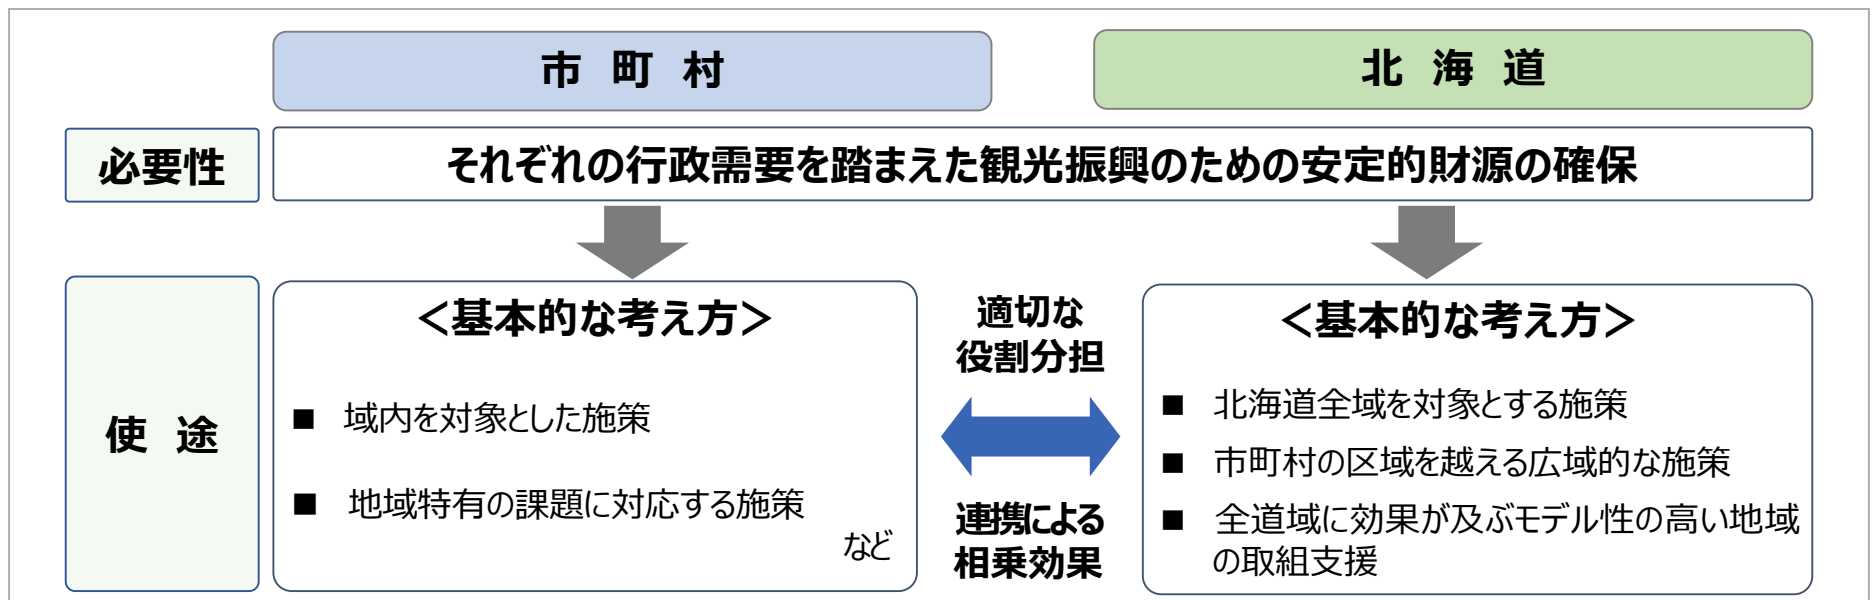 市 町 村
北 海 道
必要性
それぞれの行政需要を踏まえた観光振興のための安定的財源の確保
使 途
＜基本的な考え方＞
■ 域内を対象とした施策
■ 地域特有の課題に対応する施策
など
適切な
役割分担
連携による
相乗効果
＜基本的な考え方＞
■ 北海道全域を対象とする施策
■ 市町村の区域を越える広域的な施策
■ 全道域に効果が及ぶモデル性の高い地域
の取組支援